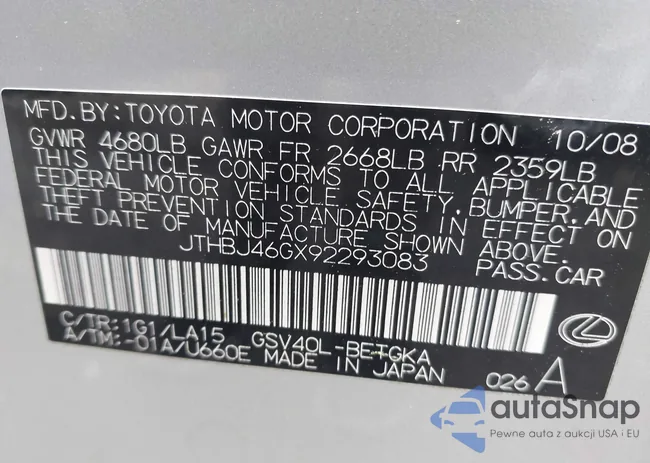 MFD.BY:TOYOTA MOTOR CORPORATION 10/08
GVWR 4680LB GAWR FR 2668LB RR 2359LB
THIS VEHICLE CONFORMS TO ALL APPLICABLE
FEDERAL MOTOR VEHICLE SAFETY, BUMPER, AND
THEFT PREVENTION STANDARDS IN EFFECT ON
THE DATE OF MANUFACTURE SHOWN ABOVE.
JTHBJ46GX92293083 PASS.CAR
C/TR:1G1/LA15 GSV40L-BETGKA
A/TM:-01A/U660E MADE IN JAPAN
026A
autaSnap
Pewne auta z aukcji USA i EU